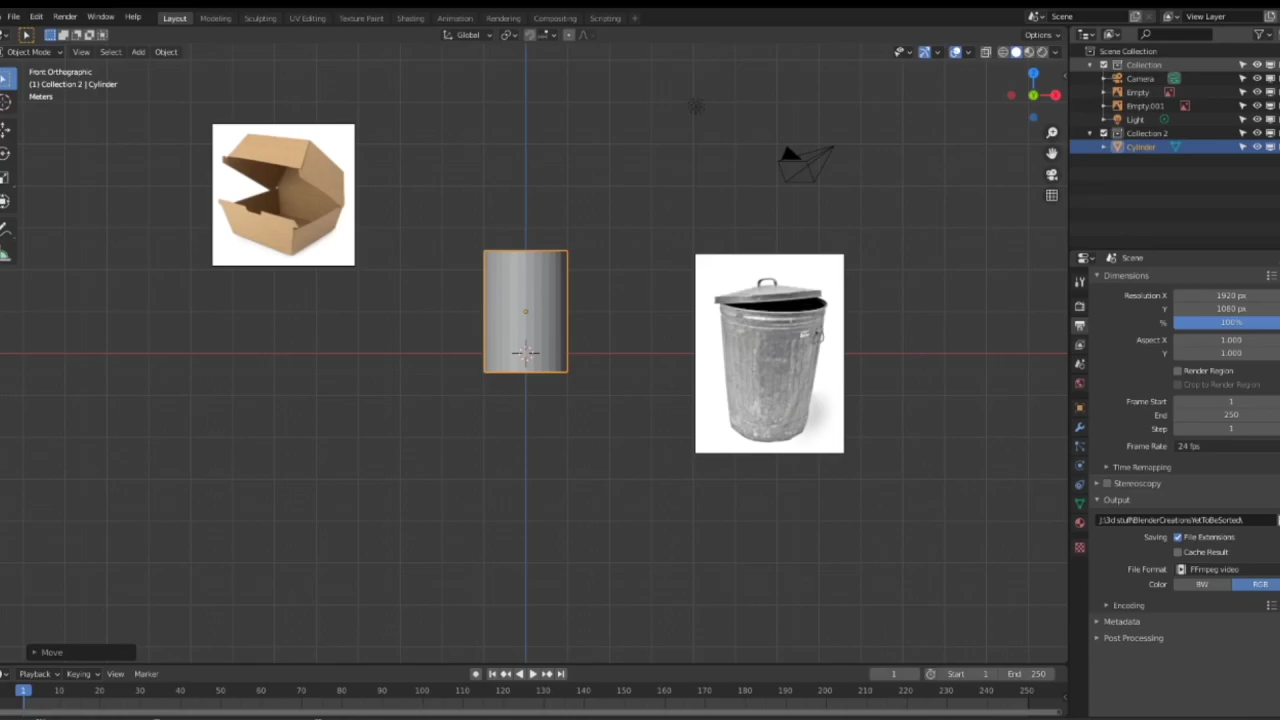 File Edit Render Window Help Layout Modeling Sculpting UV Editing Texture Paint Shading Animation Rendering Compositing Scripting + Scene View Layer
Global Options
Object Mode View Select Add Object
Scene Collection
Front Orthographic
(1) Collection 2 | Cylinder
Meters
Collection
Camera
Empty
Empty.001
Light
Collection 2
Cylinder
Z
X
Y
Scene
Dimensions
Resolution X 1920 px
Y 1080 px
% 100%
Aspect X 1.000
Y 1.000
Render Region
Crop to Render Region
Frame Start 1
End 250
Step 1
Frame Rate 24 fps
Time Remapping
Stereoscopy
Output
J:\3d stuff\BlenderCreationsYetToBeSorted\
Saving File Extensions
Cache Result
File Format FFmpeg video
Color BW RGB
Encoding
Metadata
Post Processing
Move
Playback Keying View Marker 1 Start 1 End 250
1 10 20 30 40 50 60 70 80 90 100 110 120 130 140 150 160 170 180 190 200 210 220 230 240 250